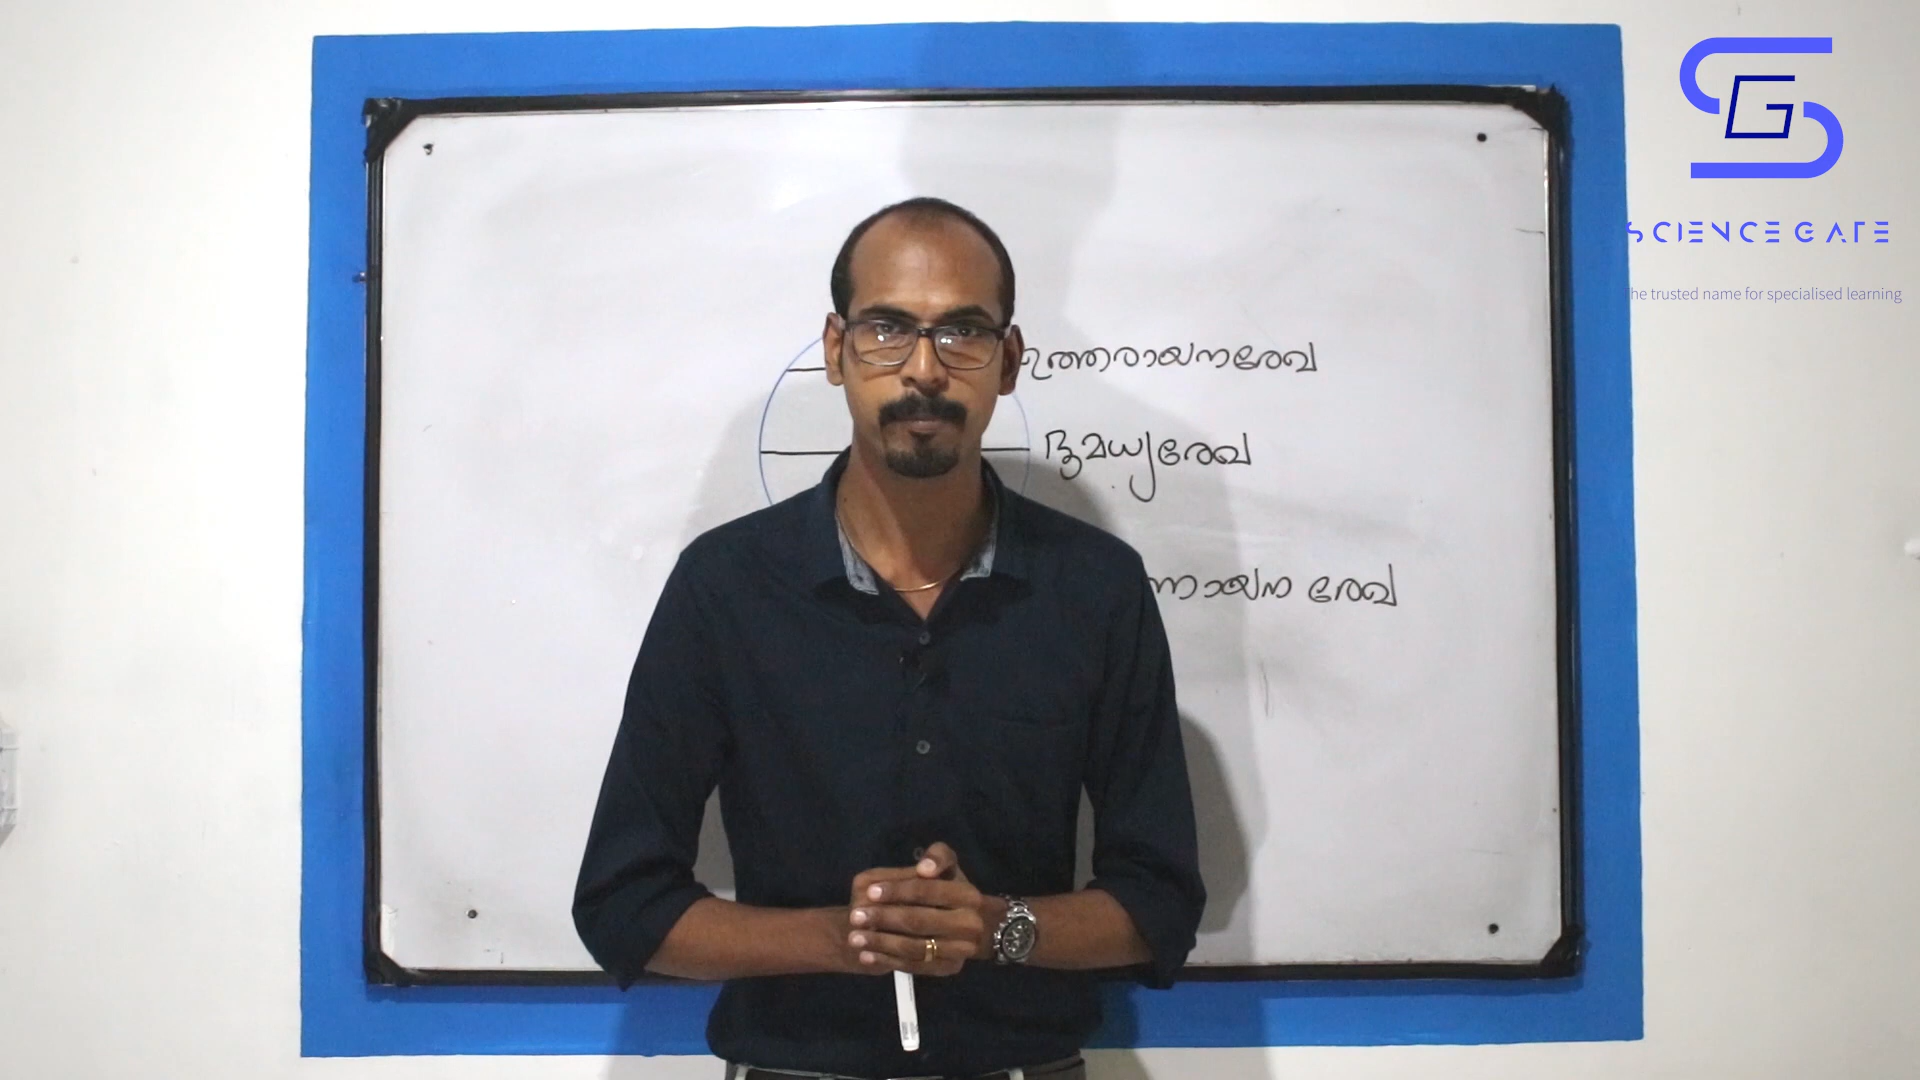 SCIENCE GATE
The trusted name for specialised learning
ഉത്തരായനരേഖ
ഭൂമധ്യരേഖ
ണായന രേഖ